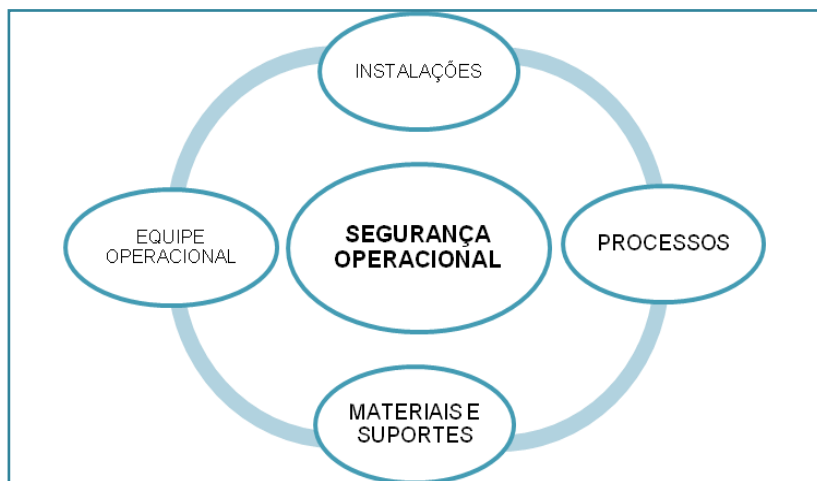 INSTALAÇÕES
EQUIPE
OPERACIONAL
SEGURANÇA
OPERACIONAL
PROCESSOS
MATERIAIS E
SUPORTES